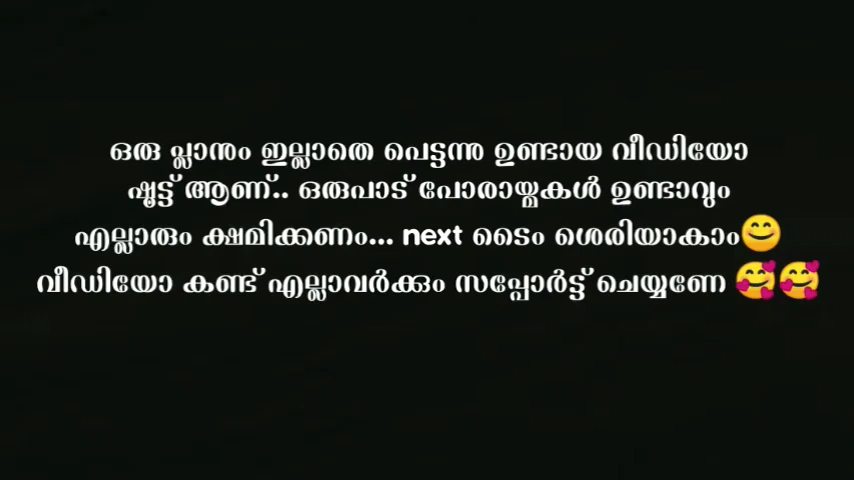 ഒരു പ്ലാനും ഇല്ലാതെ പെട്ടന്നു ഉണ്ടായ വീഡിയോ
ഷൂട്ട് ആണ്.. ഒരുപാട് പോരായ്മകൾ ഉണ്ടാവും
എല്ലാരും ക്ഷമിക്കണം... next ടൈം ശെരിയാകാം😊
വീഡിയോ കണ്ട് എല്ലാവർക്കും സപ്പോർട്ട് ചെയ്യണേ 🥰🥰